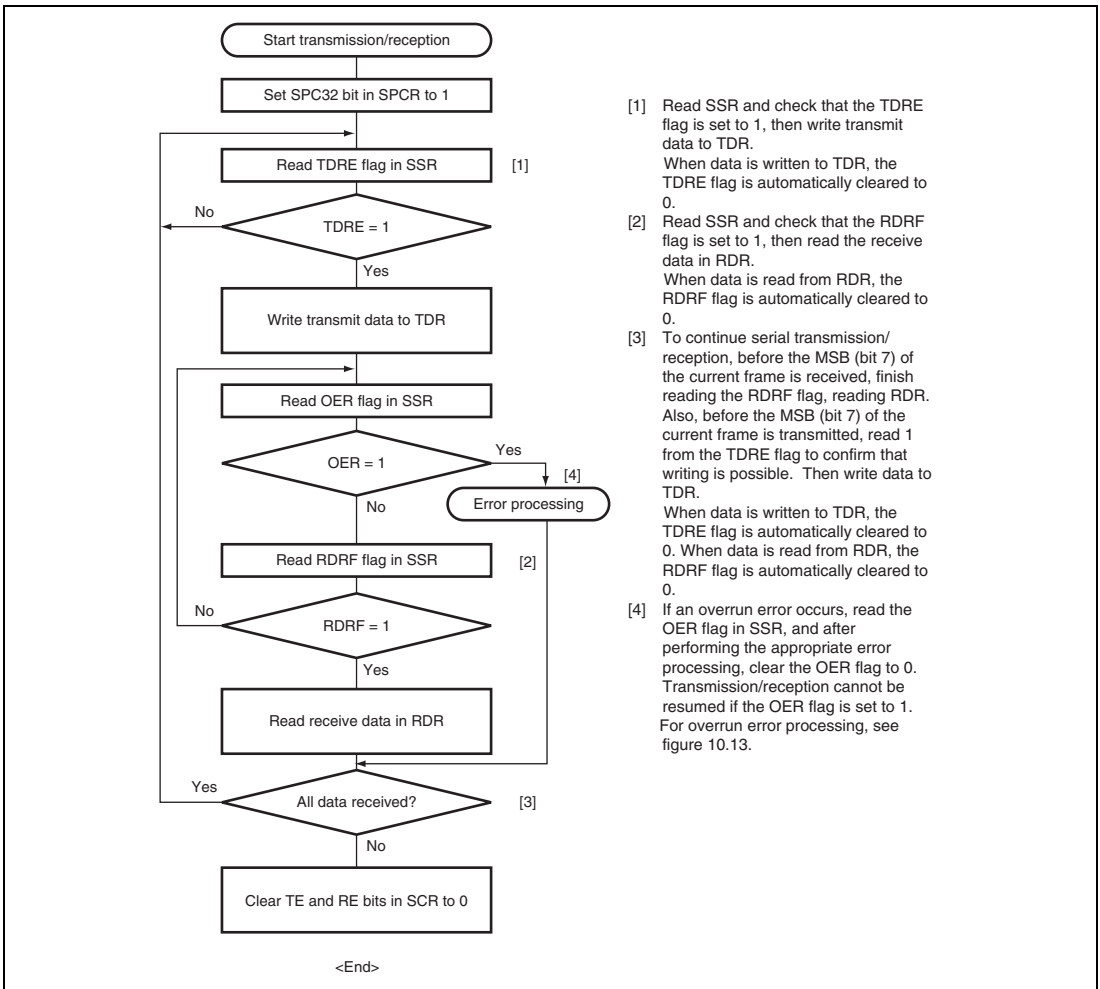 Start transmission/reception
Set SPC32 bit in SPCR to 1
Read TDRE flag in SSR
[1]
No
TDRE = 1
Yes
Write transmit data to TDR
Read OER flag in SSR
OER = 1
Yes
[4]
Error processing
No
Read RDRF flag in SSR
[2]
No
RDRF = 1
Yes
Read receive data in RDR
Yes
All data received?
[3]
No
Clear TE and RE bits in SCR to 0
<End>
[1] Read SSR and check that the TDRE
flag is set to 1, then write transmit
data to TDR.
When data is written to TDR, the
TDRE flag is automatically cleared to
0.
[2] Read SSR and check that the RDRF
flag is set to 1, then read the receive
data in RDR.
When data is read from RDR, the
RDRF flag is automatically cleared to
0.
[3] To continue serial transmission/
reception, before the MSB (bit 7) of
the current frame is received, finish
reading the RDRF flag, reading RDR.
Also, before the MSB (bit 7) of the
current frame is transmitted, read 1
from the TDRE flag to confirm that
writing is possible. Then write data to
TDR.
When data is written to TDR, the
TDRE flag is automatically cleared to
0. When data is read from RDR, the
RDRF flag is automatically cleared to
0.
[4] If an overrun error occurs, read the
OER flag in SSR, and after
performing the appropriate error
processing, clear the OER flag to 0.
Transmission/reception cannot be
resumed if the OER flag is set to 1.
For overrun error processing, see
figure 10.13.